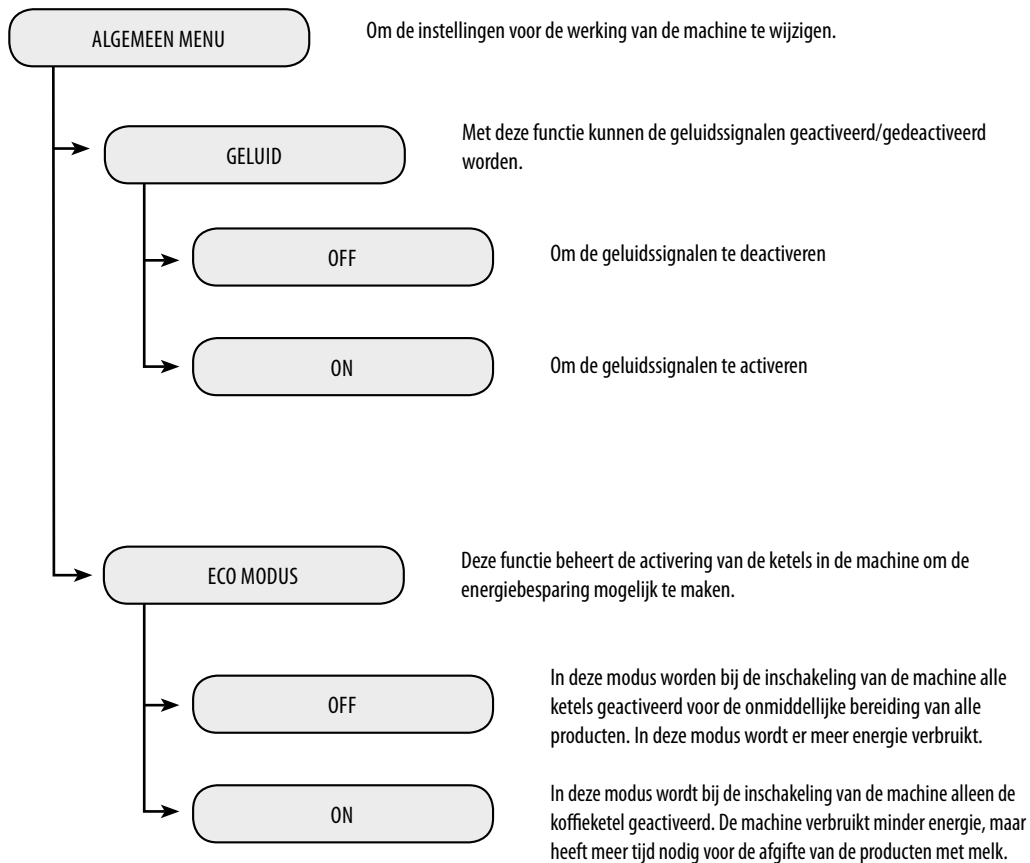 ALGEMEEN MENU
Om de instellingen voor de werking van de machine te wijzigen.
GELUID
Met deze functie kunnen de geluidssignalen geactiveerd/gedeactiveerd
worden.
OFF
Om de geluidssignalen te deactiveren
ON
Om de geluidssignalen te activeren
ECO MODUS
Deze functie beheert de activering van de ketels in de machine om de
energiebesparing mogelijk te maken.
OFF
In deze modus worden bij de inschakeling van de machine alle
ketels geactiveerd voor de onmiddellijke bereiding van alle
producten. In deze modus wordt er meer energie verbruikt.
ON
In deze modus wordt bij de inschakeling van de machine alleen de
koffieketel geactiveerd. De machine verbruikt minder energie, maar
heeft meer tijd nodig voor de afgifte van de producten met melk.